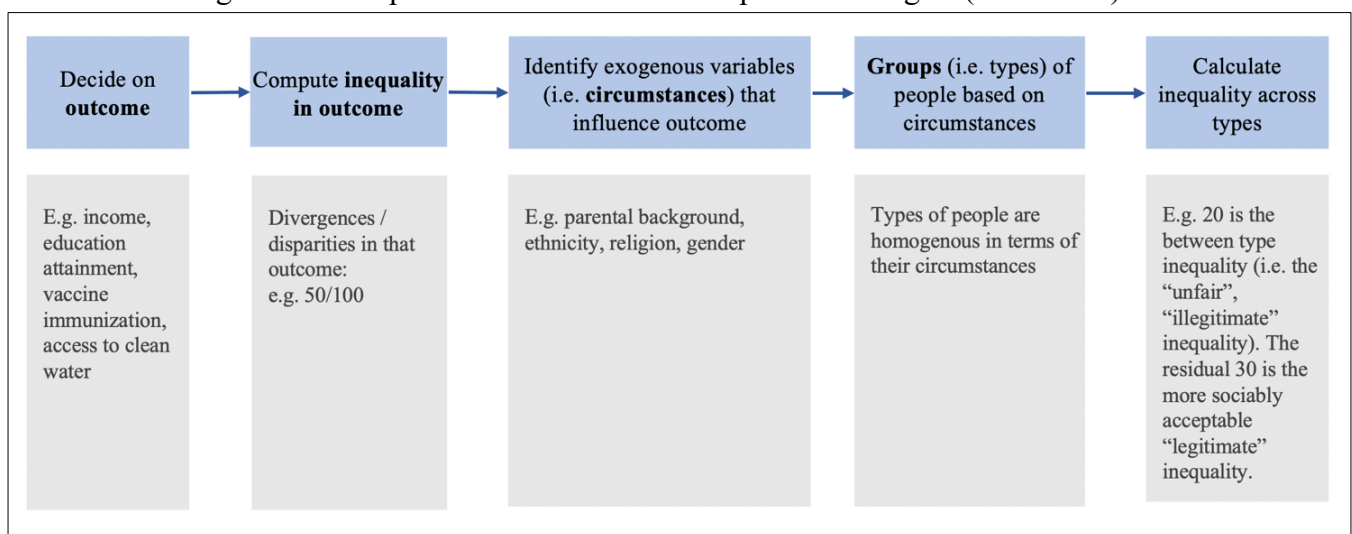 Decide on
outcome
Compute inequality
in outcome
Identify exogenous variables
(i.e. circumstances) that
influence outcome
Groups (i.e. types) of
people based on
circumstances
Calculate
inequality across
types
E.g. income,
education
attainment,
vaccine
immunization,
access to clean
water
Divergences /
disparities in that
outcome:
e.g. 50/100
E.g. parental background,
ethnicity, religion, gender
Types of people are
homogenous in terms of
their circumstances
E.g. 20 is the
between type
inequality (i.e. the
“unfair”,
“illegitimate”
inequality). The
residual 30 is the
more sociably
acceptable
“legitimate”
inequality.